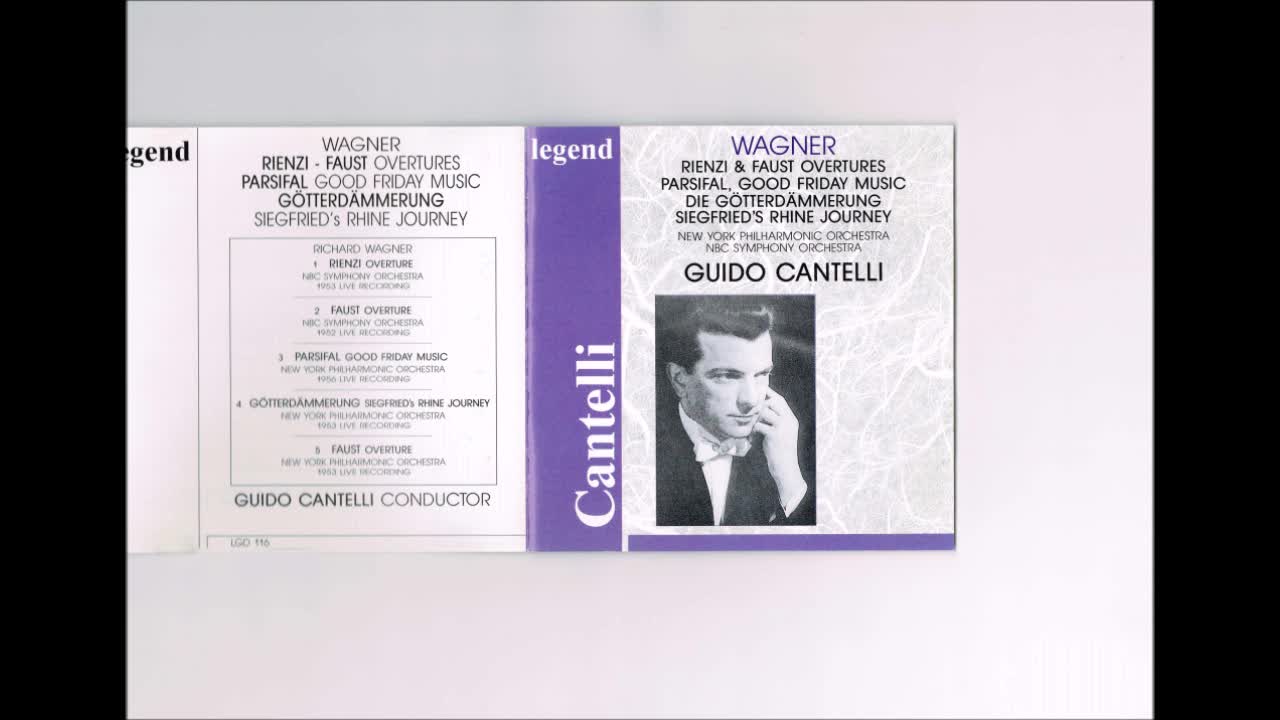 egend
WAGNER
RIENZI - FAUST OVERTURES
PARSIFAL GOOD FRIDAY MUSIC
GÖTTERDÄMMERUNG
SIEGFRIED's RHINE JOURNEY
RICHARD WAGNER
1 RIENZI OVERTURE
NBC SYMPHONY ORCHESTRA
1953 LIVE RECORDING
2 FAUST OVERTURE
NBC SYMPHONY ORCHESTRA
1952 LIVE RECORDING
3 PARSIFAL GOOD FRIDAY MUSIC
NEW YORK PHILHARMONIC ORCHESTRA
1956 LIVE RECORDING
4 GÖTTERDÄMMERUNG SIEGFRIED's RHINE JOURNEY
NEW YORK PHILHARMONIC ORCHESTRA
1953 LIVE RECORDING
5 FAUST OVERTURE
NEW YORK PHILHARMONIC ORCHESTRA
1953 LIVE RECORDING
GUIDO CANTELLI CONDUCTOR
LGD 116
legend
Cantelli
WAGNER
RIENZI & FAUST OVERTURES
PARSIFAL, GOOD FRIDAY MUSIC
DIE GÖTTERDÄMMERUNG
SIEGFRIED'S RHINE JOURNEY
NEW YORK PHILHARMONIC ORCHESTRA
NBC SYMPHONY ORCHESTRA
GUIDO CANTELLI